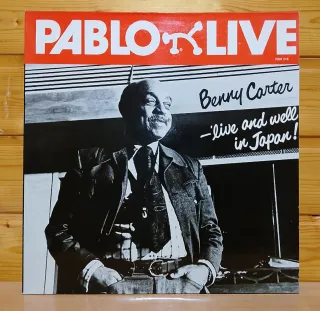 PABLO LIVE
Benny Carter
–'live and well
in Japan!